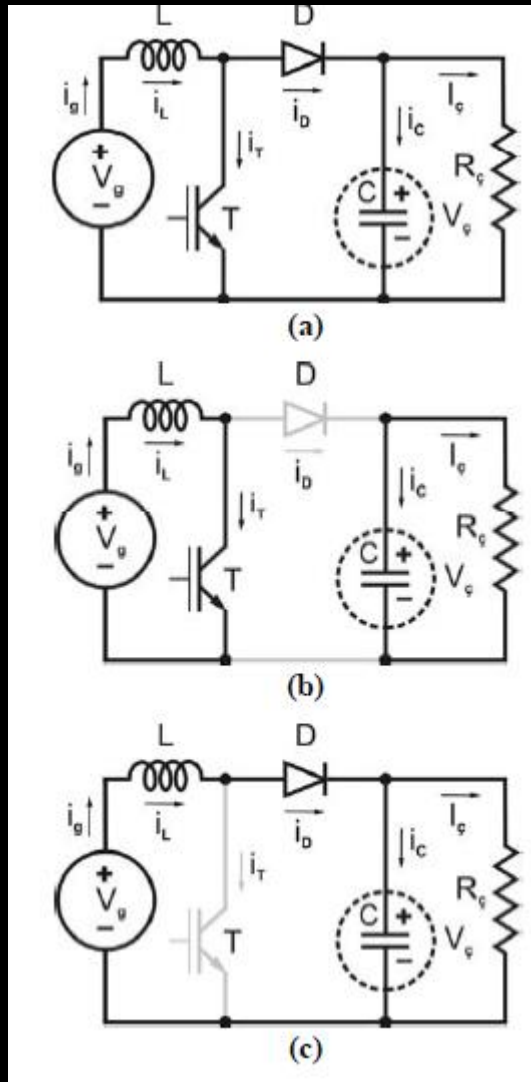 L D
i_g i_L i_D I_ç
i_T i_C
+ V_g − T C + − V_ç R_ç
(a)
L D
i_g i_L i_D I_ç
i_T i_C
+ V_g − T C + − V_ç R_ç
(b)
L D
i_g i_L i_D I_ç
i_T i_C
+ V_g − T C + − V_ç R_ç
(c)